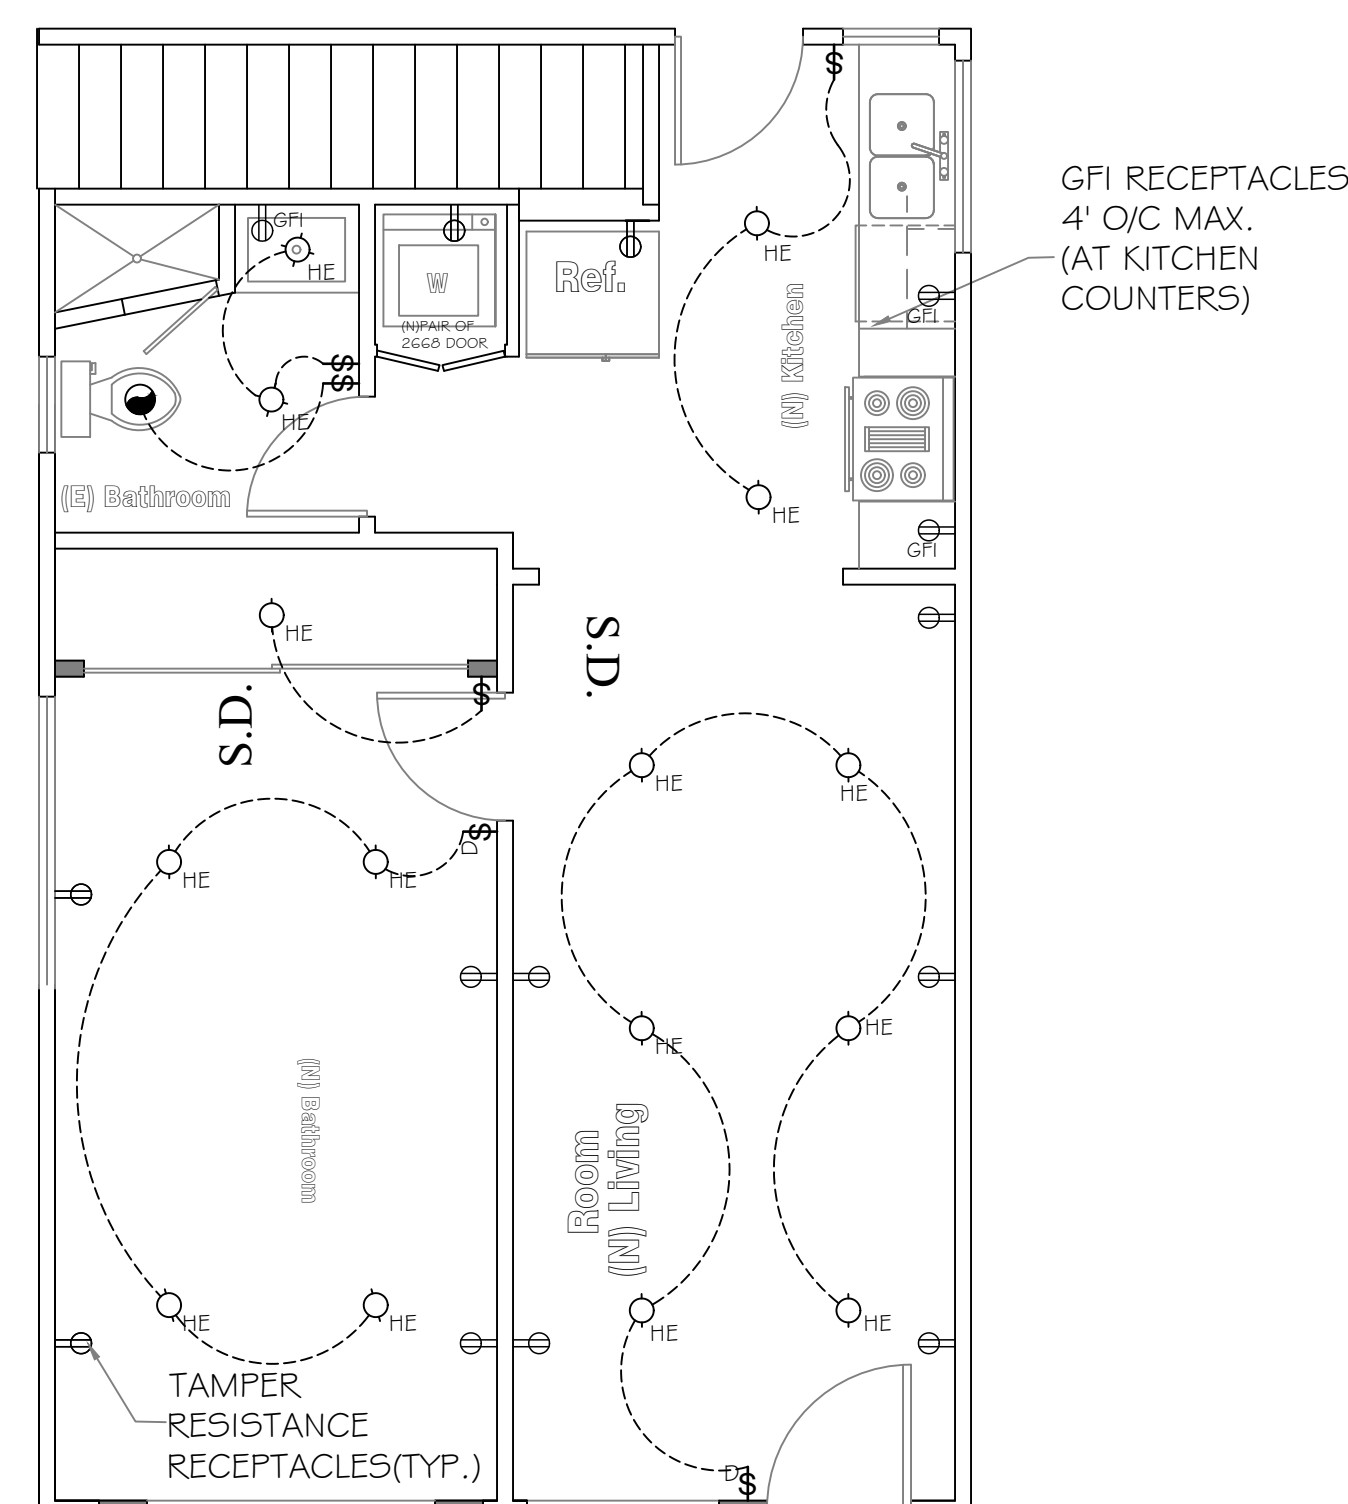 $
GFI RECEPTACLES
4' O/C MAX.
(AT KITCHEN
COUNTERS)
GFI
HE
HE
W
Ref.
(N)PAIR OF
2668 DOOR
(N) Kitchen
GFI
$
$
HE
(E) Bathroom
HE
GFI
HE
S.D.
S.D.
$
HE
HE
$
D
HE
HE
HE
HE
(N) Bathroom
Room
(N) Living
HE
HE
HE
HE
TAMPER
RESISTANCE
RECEPTACLES(TYP.)
D
$